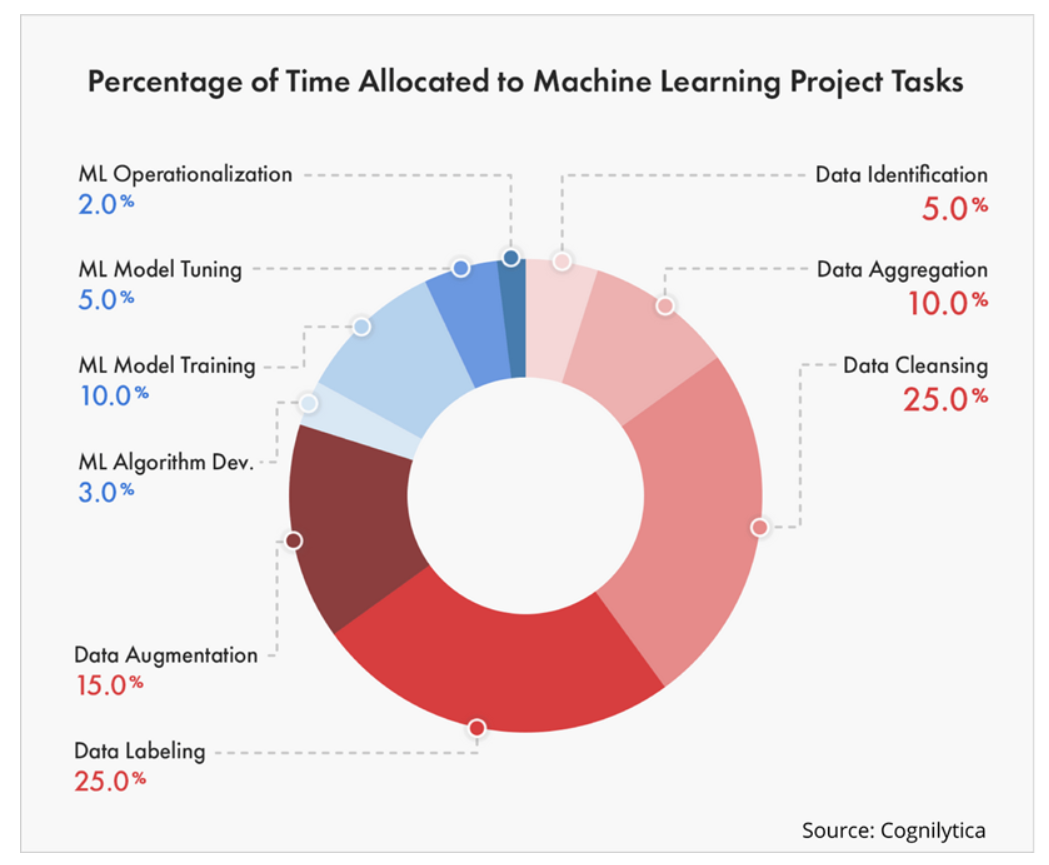 Percentage of Time Allocated to Machine Learning Project Tasks
ML Operationalization
2.0%
ML Model Tuning
5.0%
ML Model Training
10.0%
ML Algorithm Dev.
3.0%
Data Augmentation
15.0%
Data Labeling
25.0%
Data Identification
5.0%
Data Aggregation
10.0%
Data Cleansing
25.0%
Source: Cognilytica